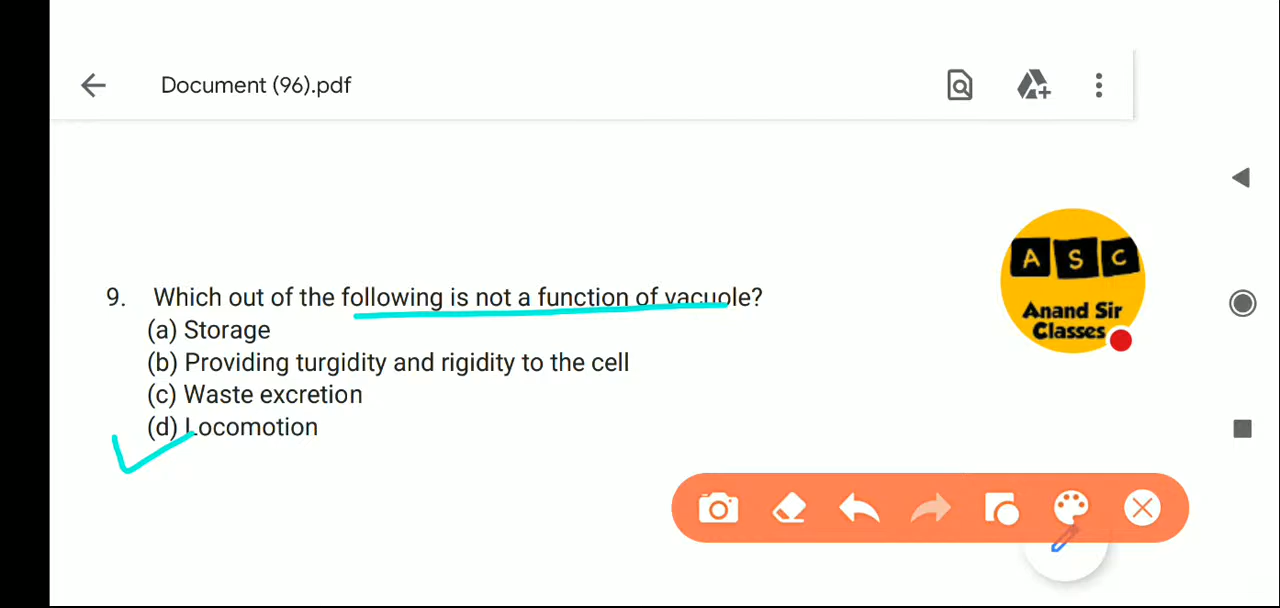 Document (96).pdf
A S C
Anand Sir
Classes
9. Which out of the following is not a function of vacuole?
(a) Storage
(b) Providing turgidity and rigidity to the cell
(c) Waste excretion
(d) Locomotion